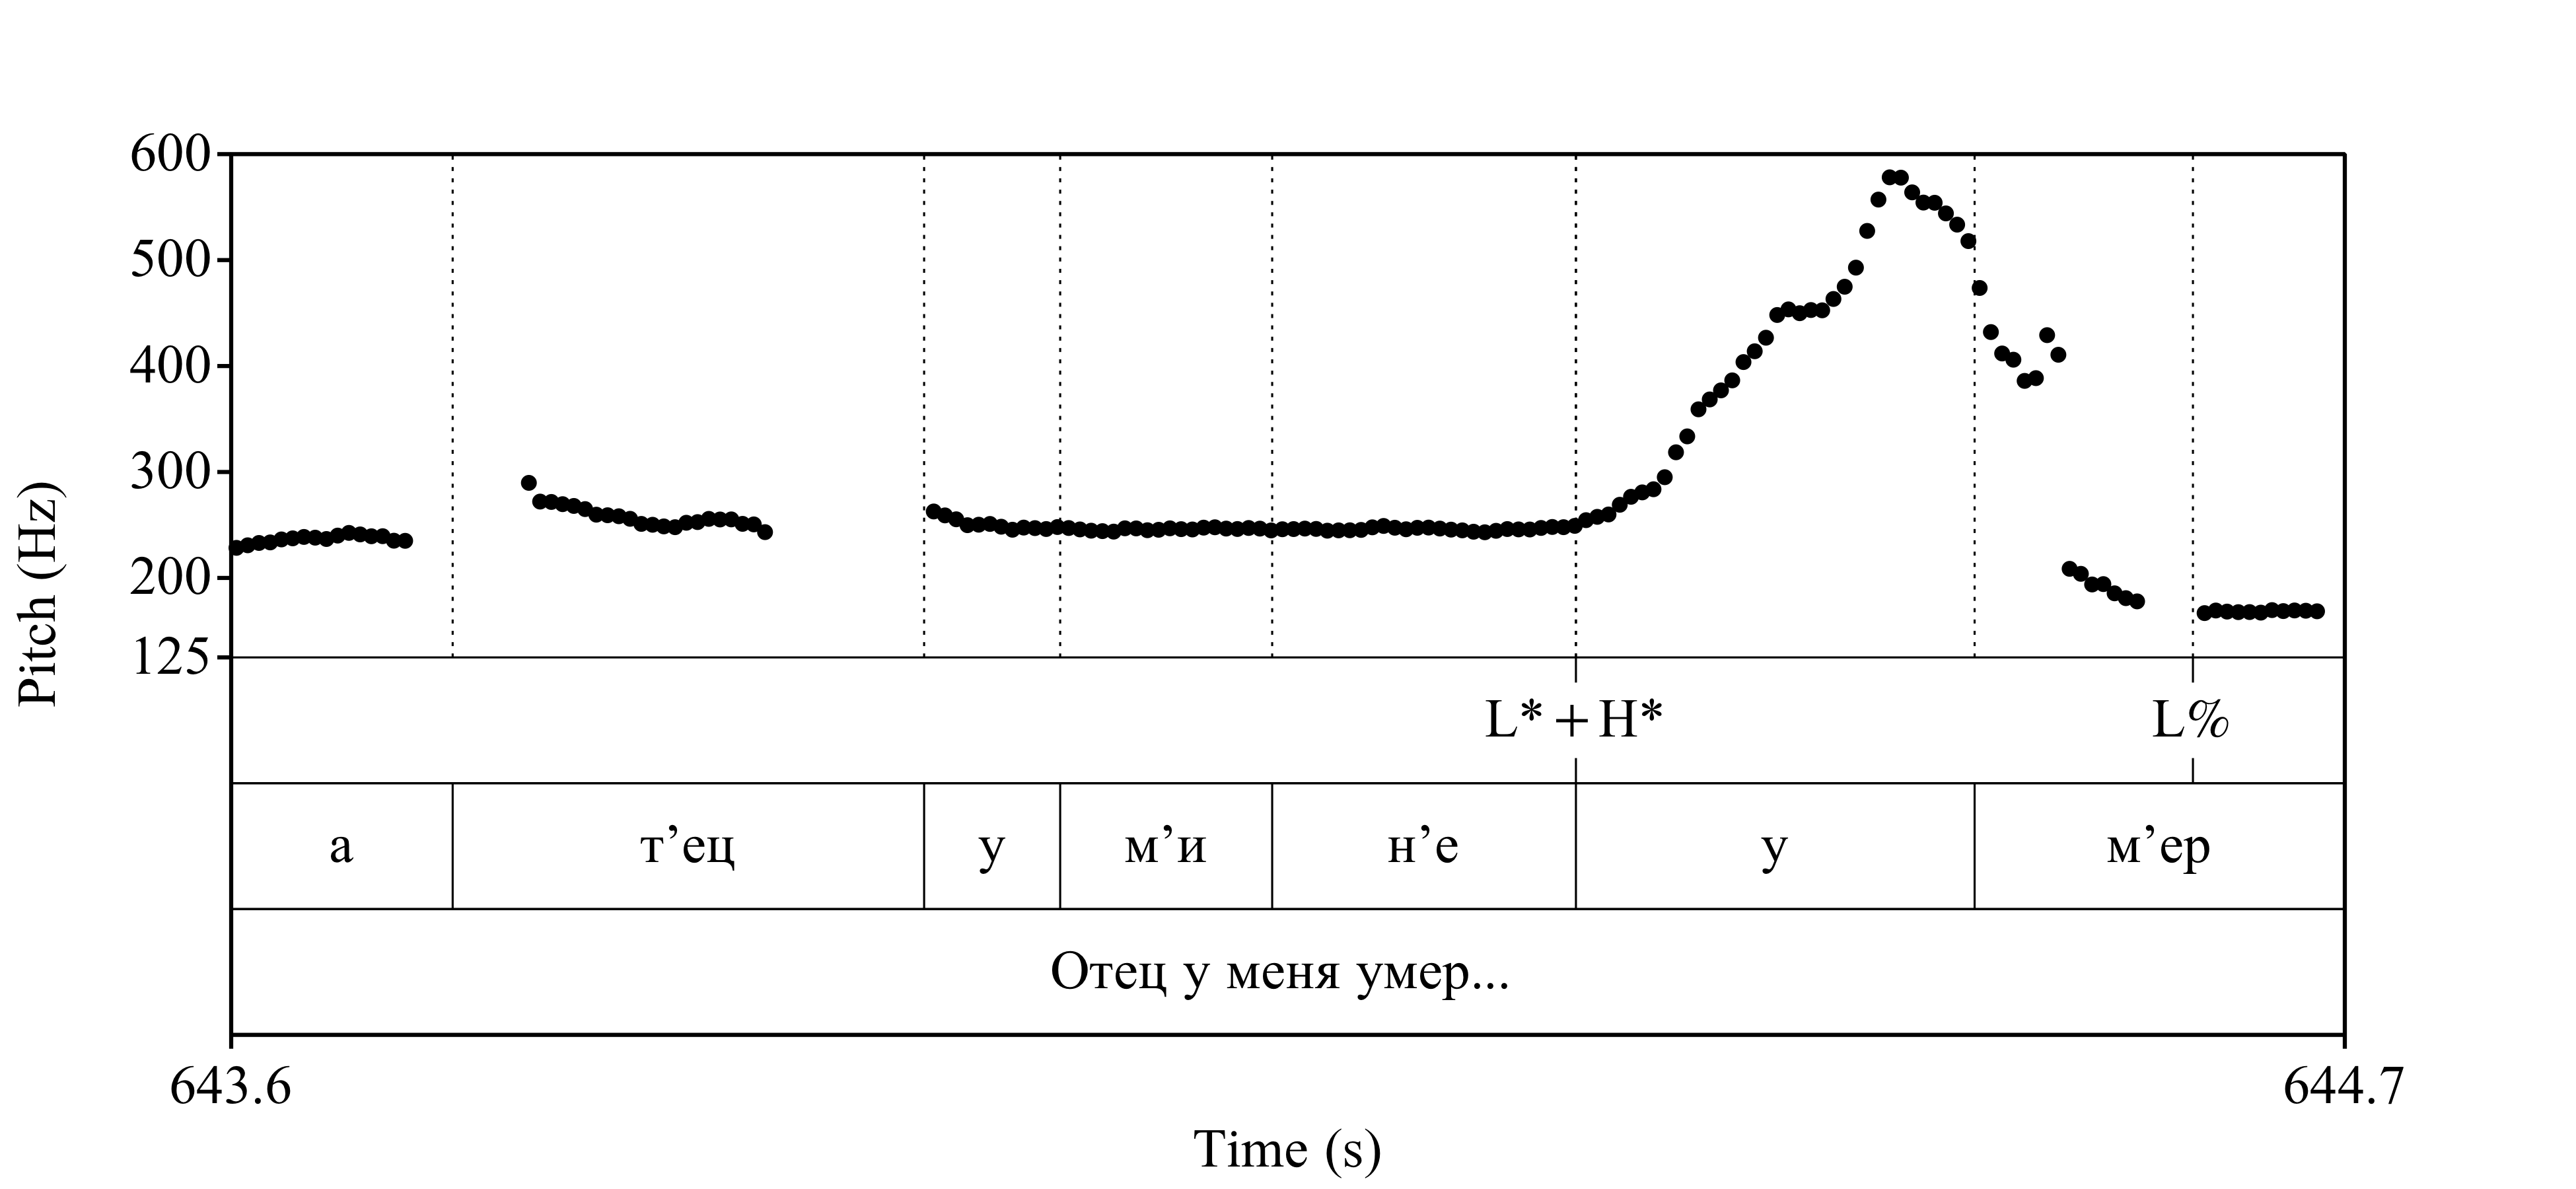 600
500
400
300
200
125
Pitch (Hz)
L* + H* L%
а т’ец у м’и н’е у м’ер
Отец у меня умер...
643.6 644.7
Time (s)